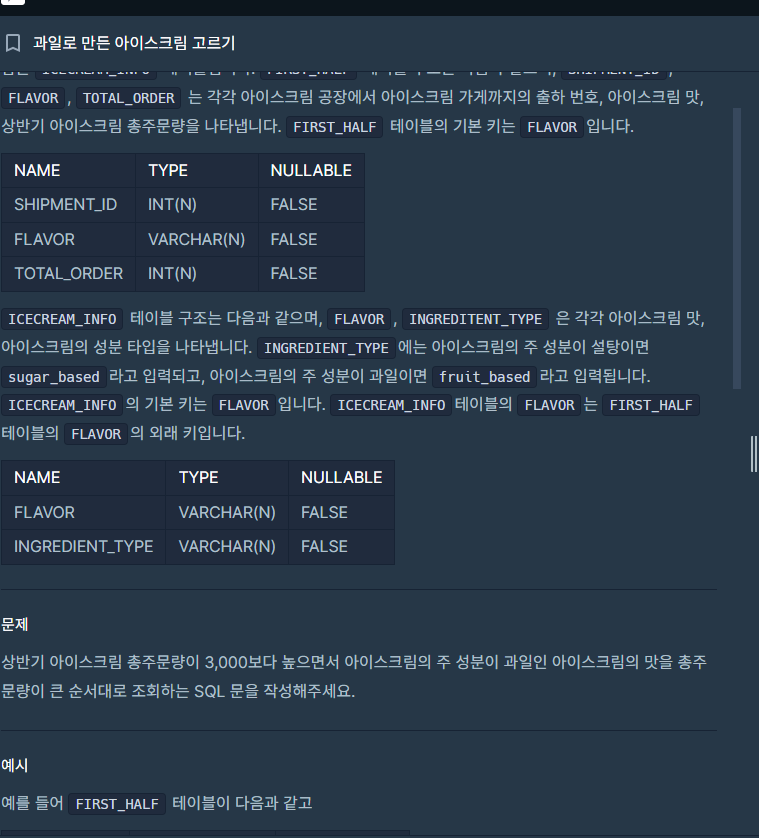 과일로 만든 아이스크림 고르기
FLAVOR , TOTAL_ORDER 는 각각 아이스크림 공장에서 아이스크림 가게까지의 출하 번호, 아이스크림 맛,
상반기 아이스크림 총주문량을 나타냅니다. FIRST_HALF 테이블의 기본 키는 FLAVOR 입니다.
NAME TYPE NULLABLE
SHIPMENT_ID INT(N) FALSE
FLAVOR VARCHAR(N) FALSE
TOTAL_ORDER INT(N) FALSE
ICECREAM_INFO 테이블 구조는 다음과 같으며, FLAVOR , INGREDITENT_TYPE 은 각각 아이스크림 맛,
아이스크림의 성분 타입을 나타냅니다. INGREDIENT_TYPE 에는 아이스크림의 주 성분이 설탕이면
sugar_based 라고 입력되고, 아이스크림의 주 성분이 과일이면 fruit_based 라고 입력됩니다.
ICECREAM_INFO 의 기본 키는 FLAVOR 입니다. ICECREAM_INFO 테이블의 FLAVOR 는 FIRST_HALF
테이블의 FLAVOR 의 외래 키입니다.
NAME TYPE NULLABLE
FLAVOR VARCHAR(N) FALSE
INGREDIENT_TYPE VARCHAR(N) FALSE
문제
상반기 아이스크림 총주문량이 3,000보다 높으면서 아이스크림의 주 성분이 과일인 아이스크림의 맛을 총주
문량이 큰 순서대로 조회하는 SQL 문을 작성해주세요.
예시
예를 들어 FIRST_HALF 테이블이 다음과 같고